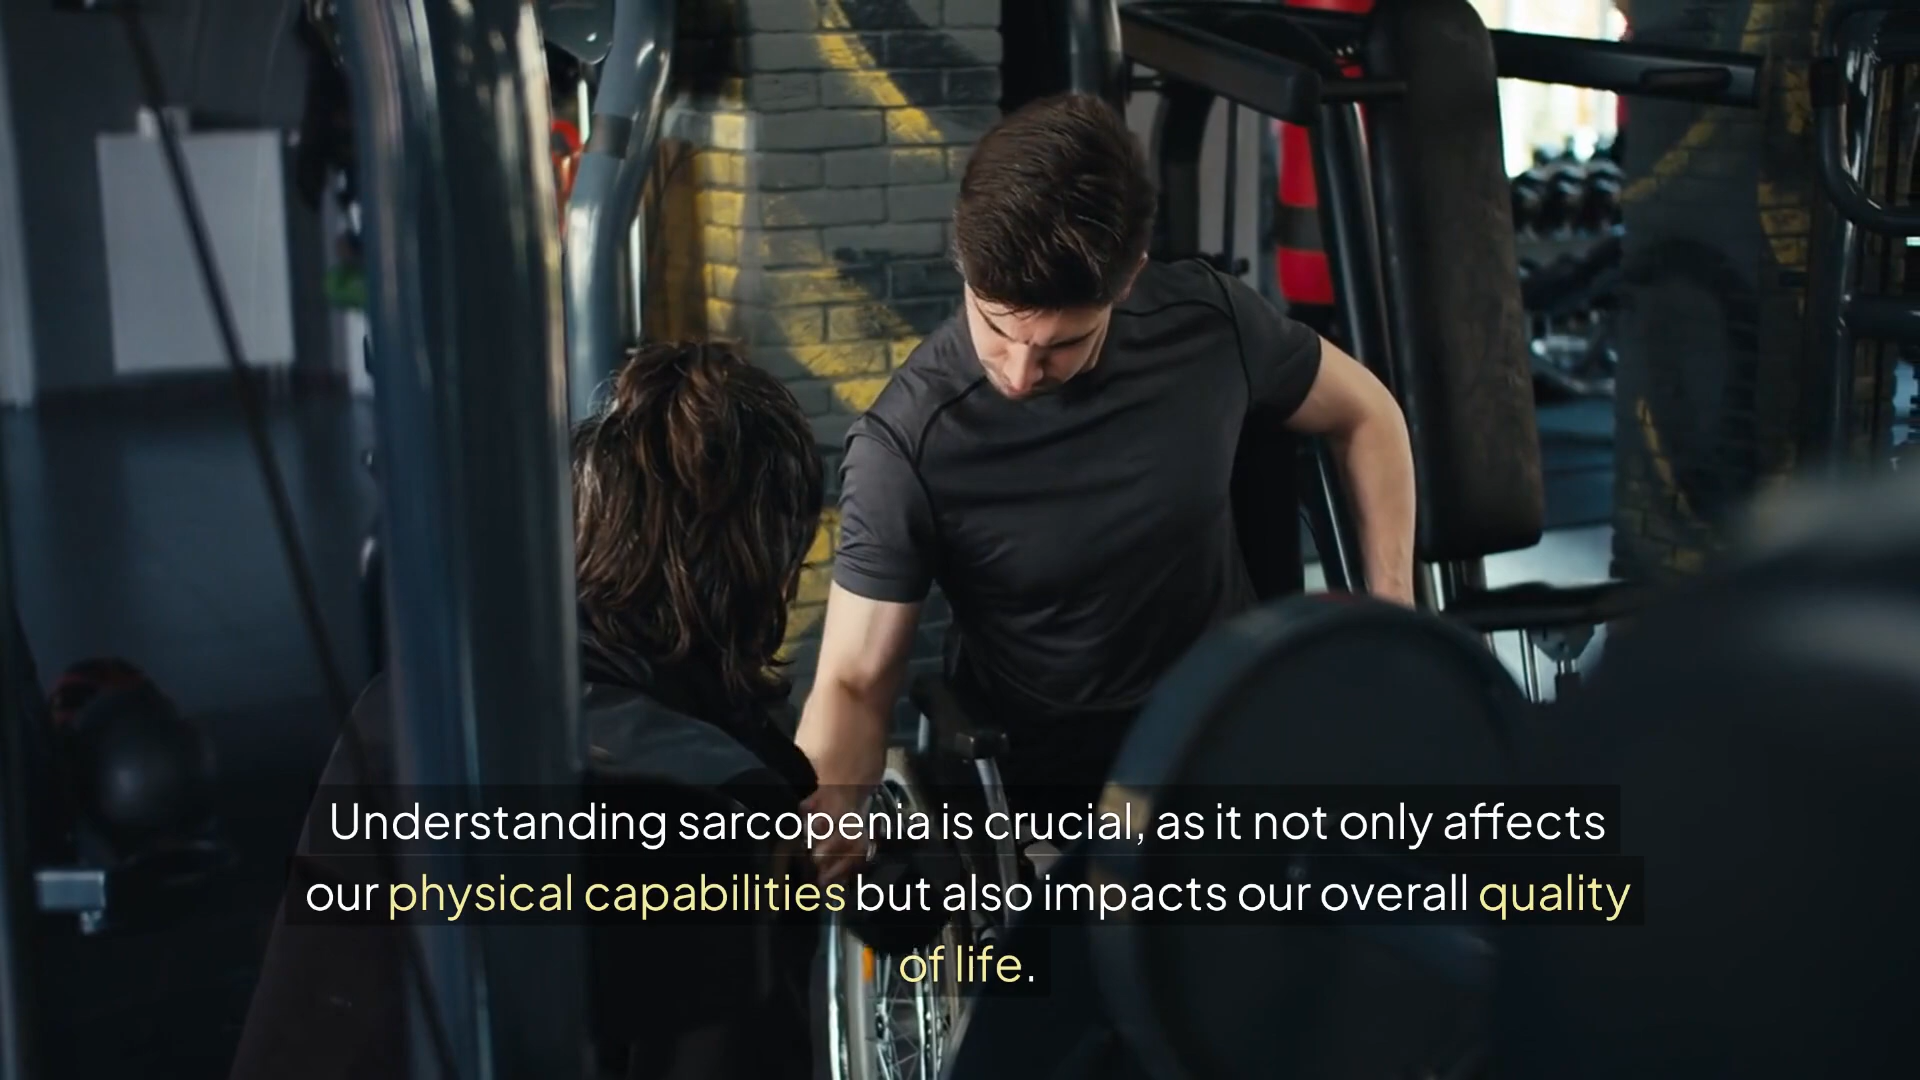 Understanding sarcopenia is crucial, as it not only affects
our physical capabilities but also impacts our overall quality
of life.